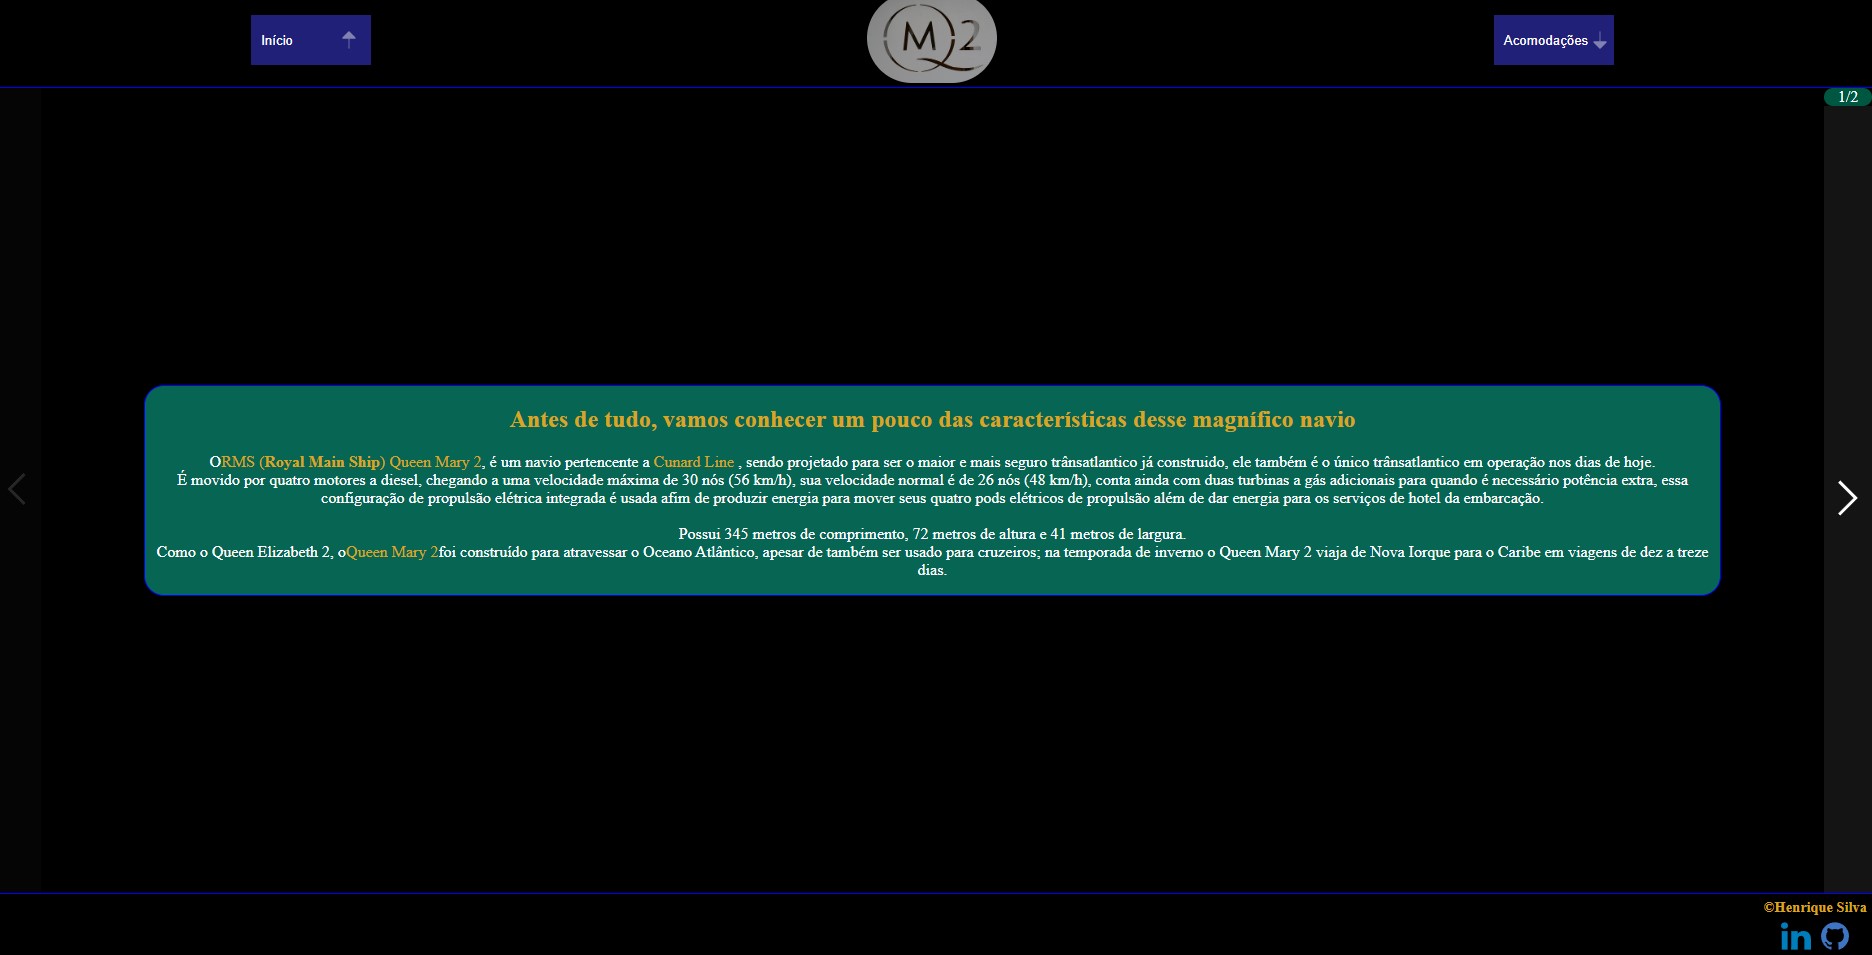 Início
QM2
Acomodações
1/2
Antes de tudo, vamos conhecer um pouco das características desse magnífico navio
ORMS (Royal Main Ship) Queen Mary 2, é um navio pertencente a Cunard Line , sendo projetado para ser o maior e mais seguro trânsatlantico já construido, ele também é o único trânsatlantico em operação nos dias de hoje.
É movido por quatro motores a diesel, chegando a uma velocidade máxima de 30 nós (56 km/h), sua velocidade normal é de 26 nós (48 km/h), conta ainda com duas turbinas a gás adicionais para quando é necessário potência extra, essa
configuração de propulsão elétrica integrada é usada afim de produzir energia para mover seus quatro pods elétricos de propulsão além de dar energia para os serviços de hotel da embarcação.
Possui 345 metros de comprimento, 72 metros de altura e 41 metros de largura.
Como o Queen Elizabeth 2, oQueen Mary 2foi construído para atravessar o Oceano Atlântico, apesar de também ser usado para cruzeiros; na temporada de inverno o Queen Mary 2 viaja de Nova Iorque para o Caribe em viagens de dez a treze
dias.
©Henrique Silva
in